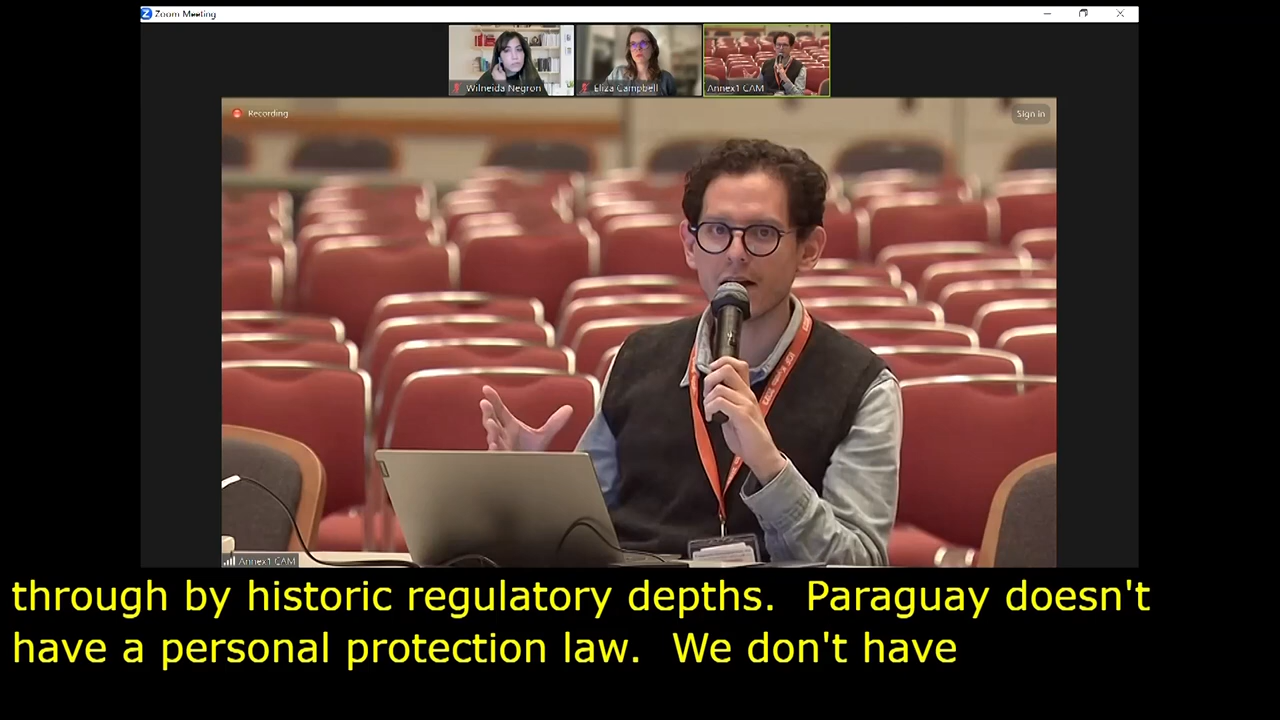 Zoom Meeting
Wilneida Negron
Eliza Campbell
Annex1 CAM
Recording
Sign in
Annex1 CAM
through by historic regulatory depths.  Paraguay doesn't
have a personal protection law.  We don't have